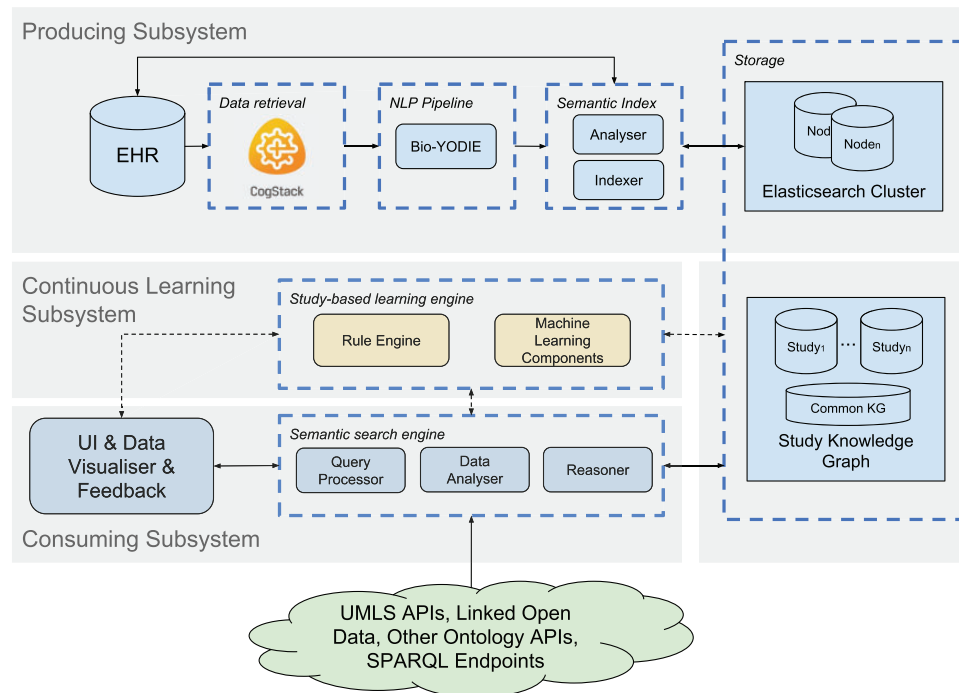 Producing Subsystem
Storage
Data retrieval
NLP Pipeline
Semantic Index
EHR
CogStack
Bio-YODIE
Analyser
Indexer
Nod
Noden
Elasticsearch Cluster
Continuous Learning
Subsystem
Study-based learning engine
Rule Engine
Machine
Learning
Components
Study1
...
Studyn
Common KG
Study Knowledge
Graph
UI & Data
Visualiser &
Feedback
Semantic search engine
Query
Processor
Data
Analyser
Reasoner
Consuming Subsystem
UMLS APIs, Linked Open
Data, Other Ontology APIs,
SPARQL Endpoints